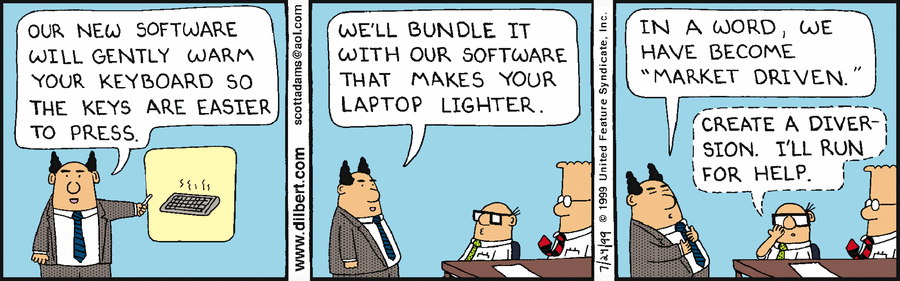 OUR NEW SOFTWARE
WILL GENTLY WARM
YOUR KEYBOARD SO
THE KEYS ARE EASIER
TO PRESS.
www.dilbert.com
scottadams@aol.com
WE'LL BUNDLE IT
WITH OUR SOFTWARE
THAT MAKES YOUR
LAPTOP LIGHTER.
7/24/99 © 1999 United Feature Syndicate, Inc.
IN A WORD, WE
HAVE BECOME
"MARKET DRIVEN."
CREATE A DIVER-
SION. I'LL RUN
FOR HELP.